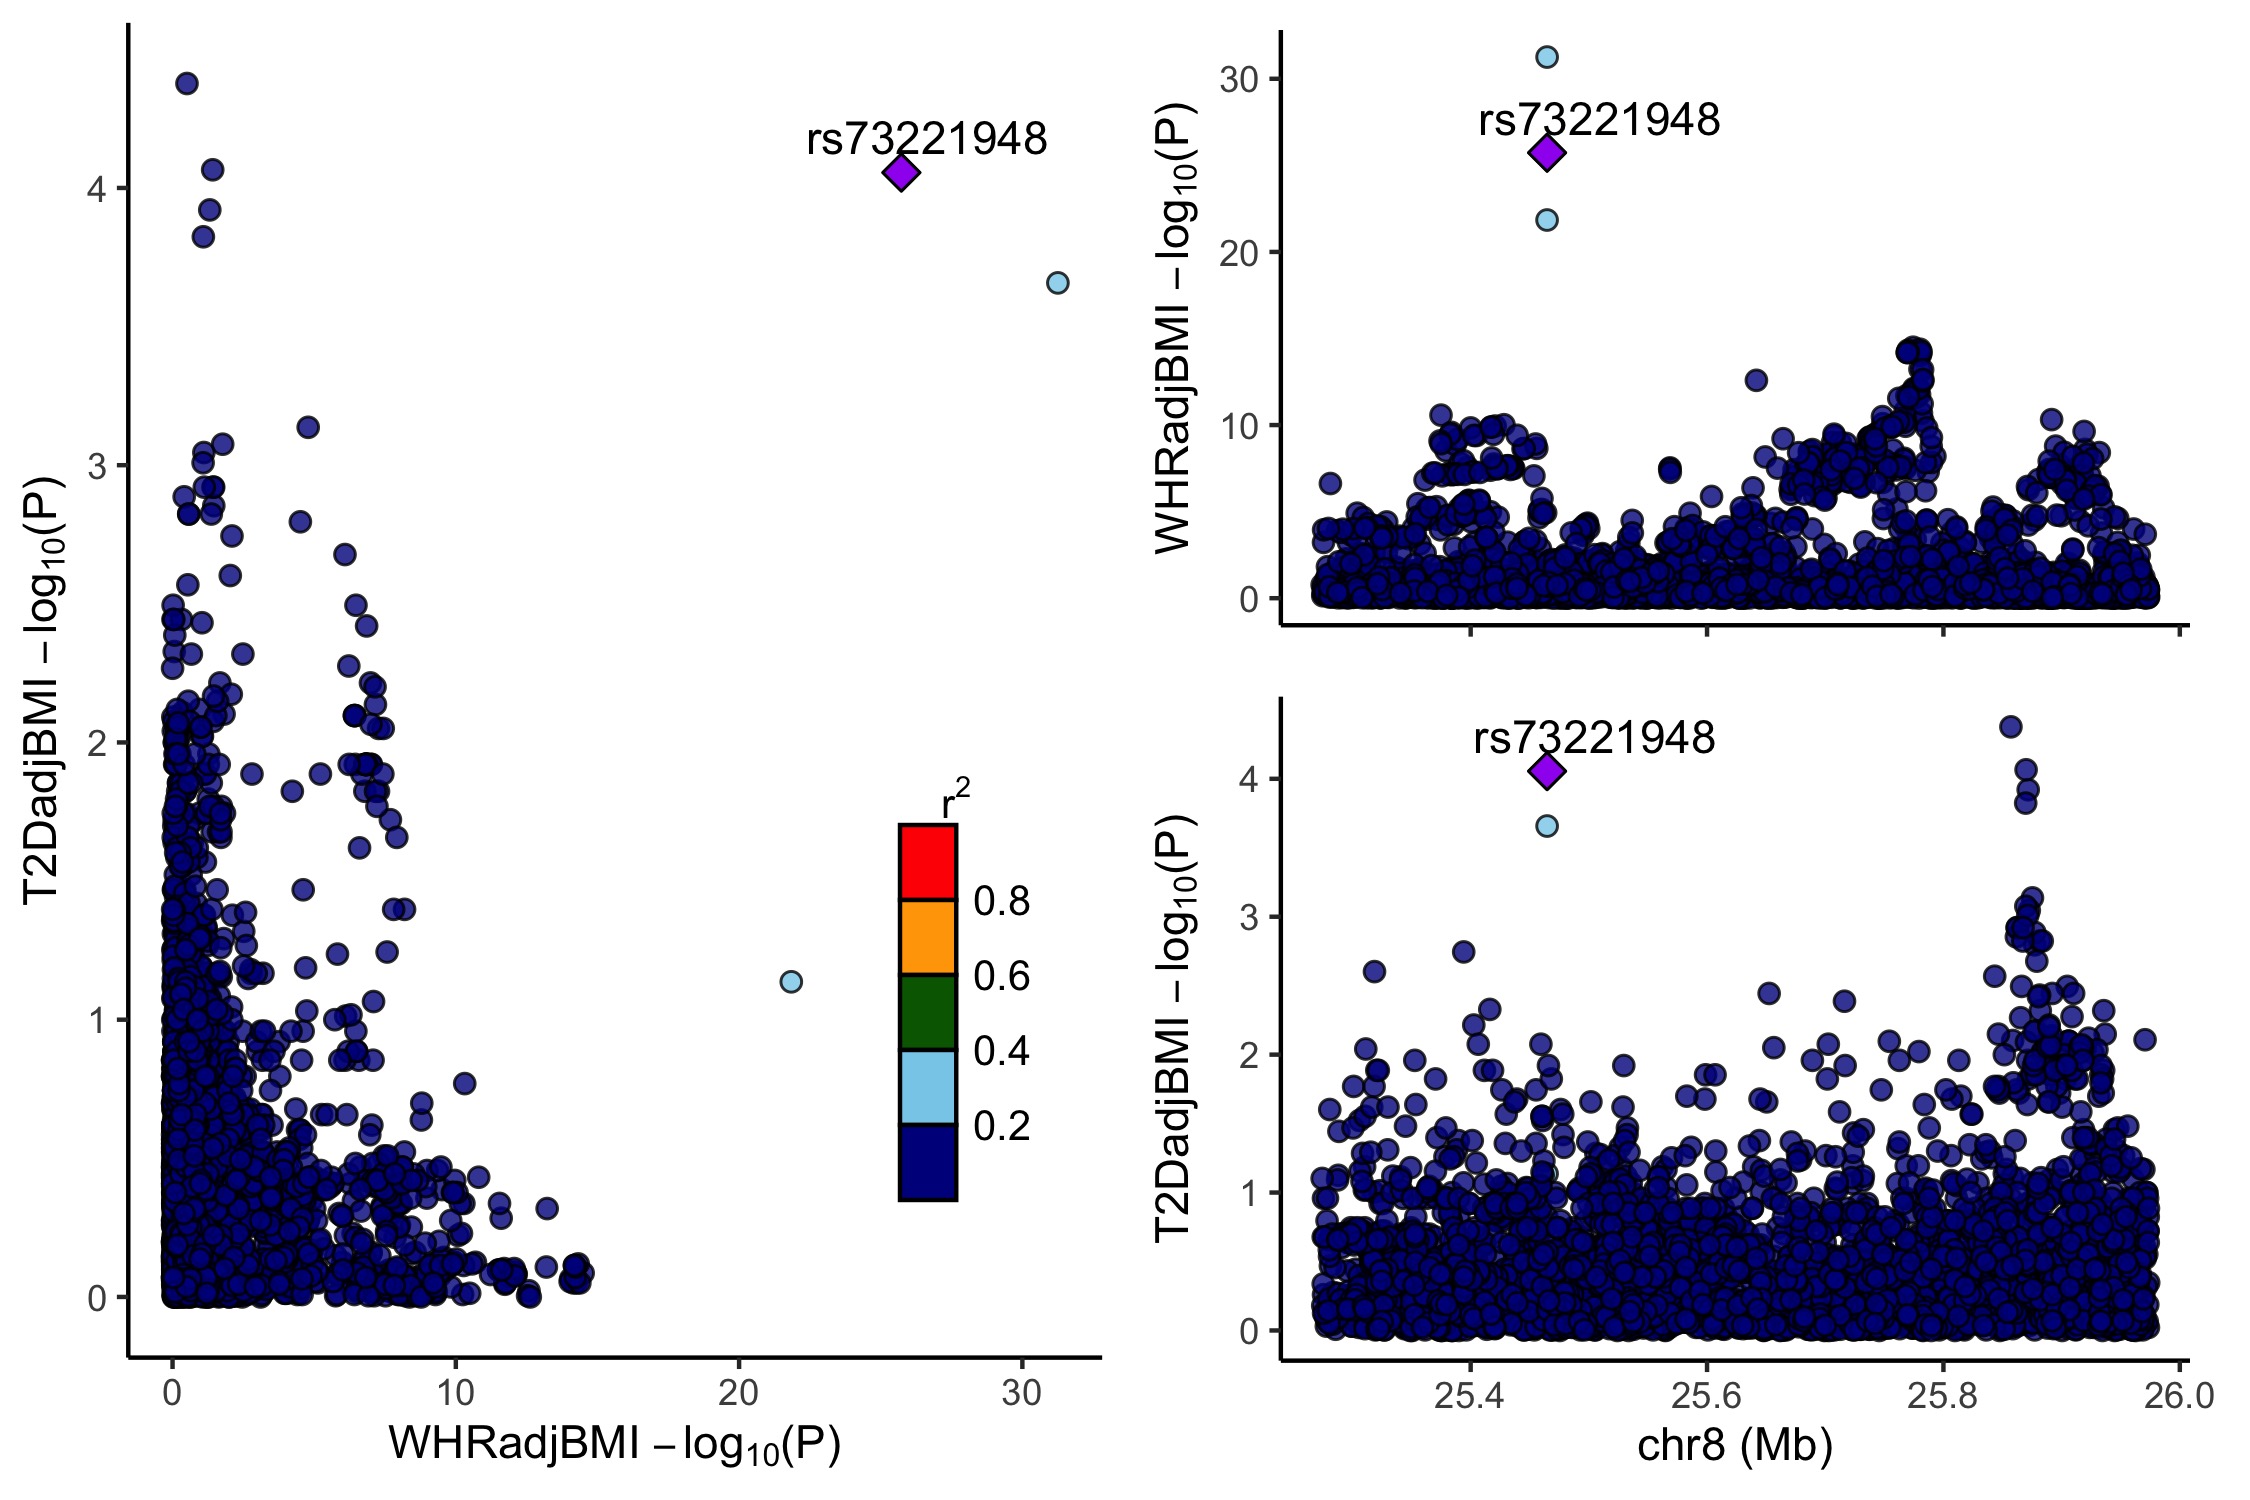 T2DadjBMI −log₁₀(P)
4
3
2
1
0
0 10 20 30
WHRadjBMI −log₁₀(P)
rs73221948
r²
0.8
0.6
0.4
0.2
WHRadjBMI −log₁₀(P)
30
20
10
0
rs73221948
T2DadjBMI −log₁₀(P)
4
3
2
1
0
rs73221948
25.4 25.6 25.8 26.0
chr8 (Mb)